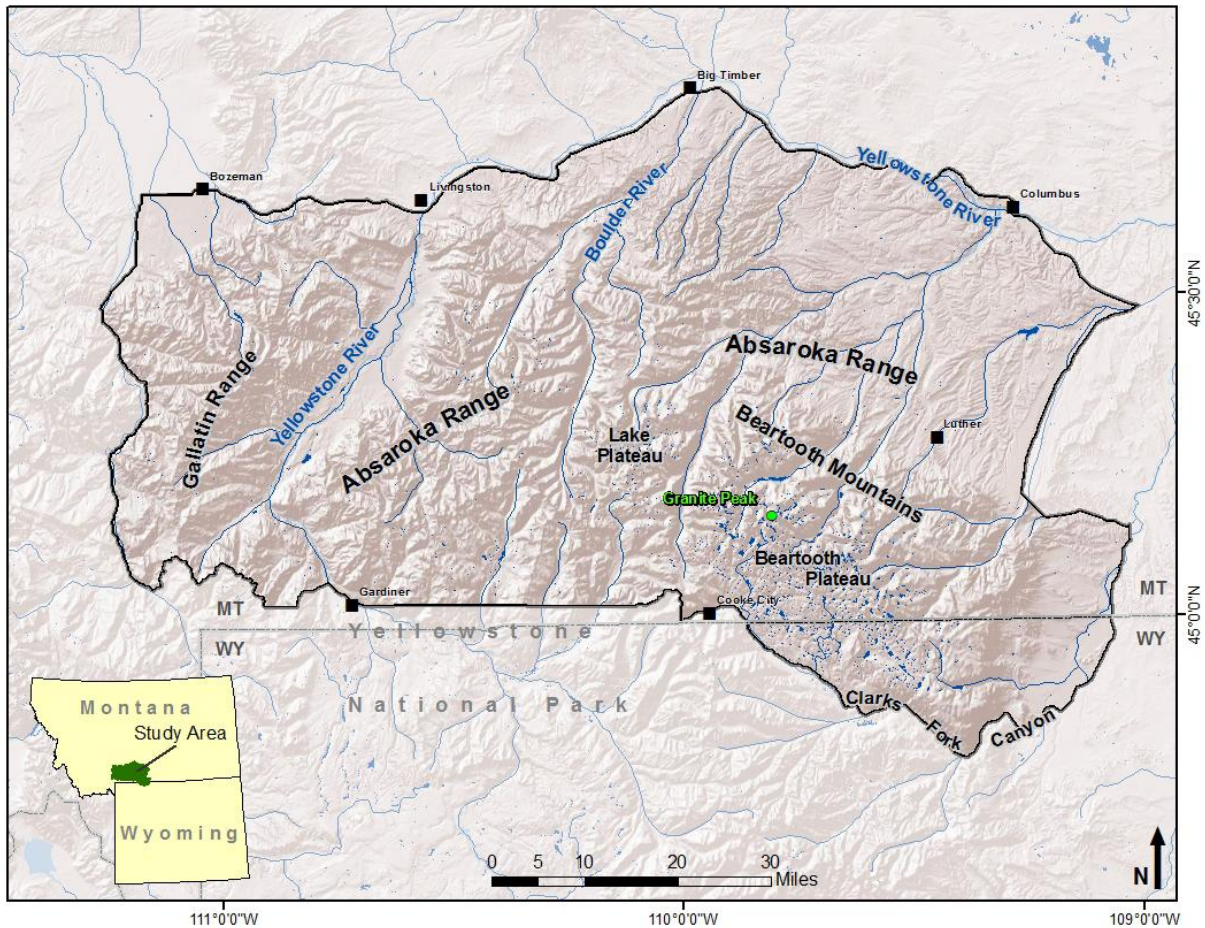 Big Timber
Bozeman
Livingston
Yellowstone River
Columbus
Boulder River
45°30'0"N
Gallatin Range
Yellowstone River
Absaroka Range
Absaroka Range
Lake
Plateau
Beartooth Mountains
Luther
Granite Peak
Beartooth
Plateau
Gardiner
Cooke City
MT
WY
MT
WY
45°0'0"N
Yellowstone
National Park
Clarks
Fork
Canyon
Montana
Study Area
Wyoming
0 5 10 20 30
Miles
N
111°0'0"W
110°0'0"W
109°0'0"W